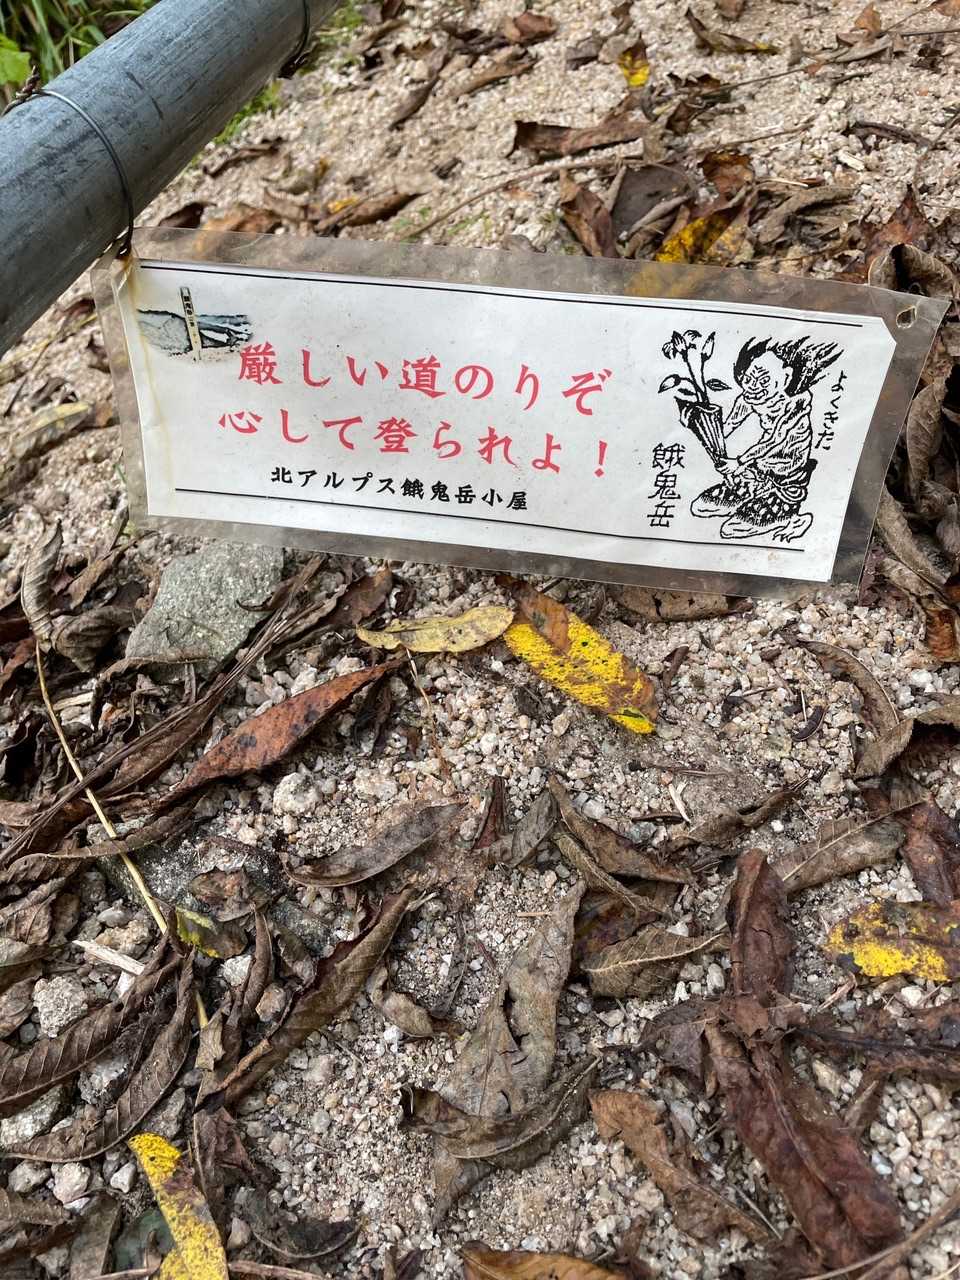 厳しい道のりぞ
心して登られよ！
北アルプス餓鬼岳小屋
よくきた
餓鬼岳